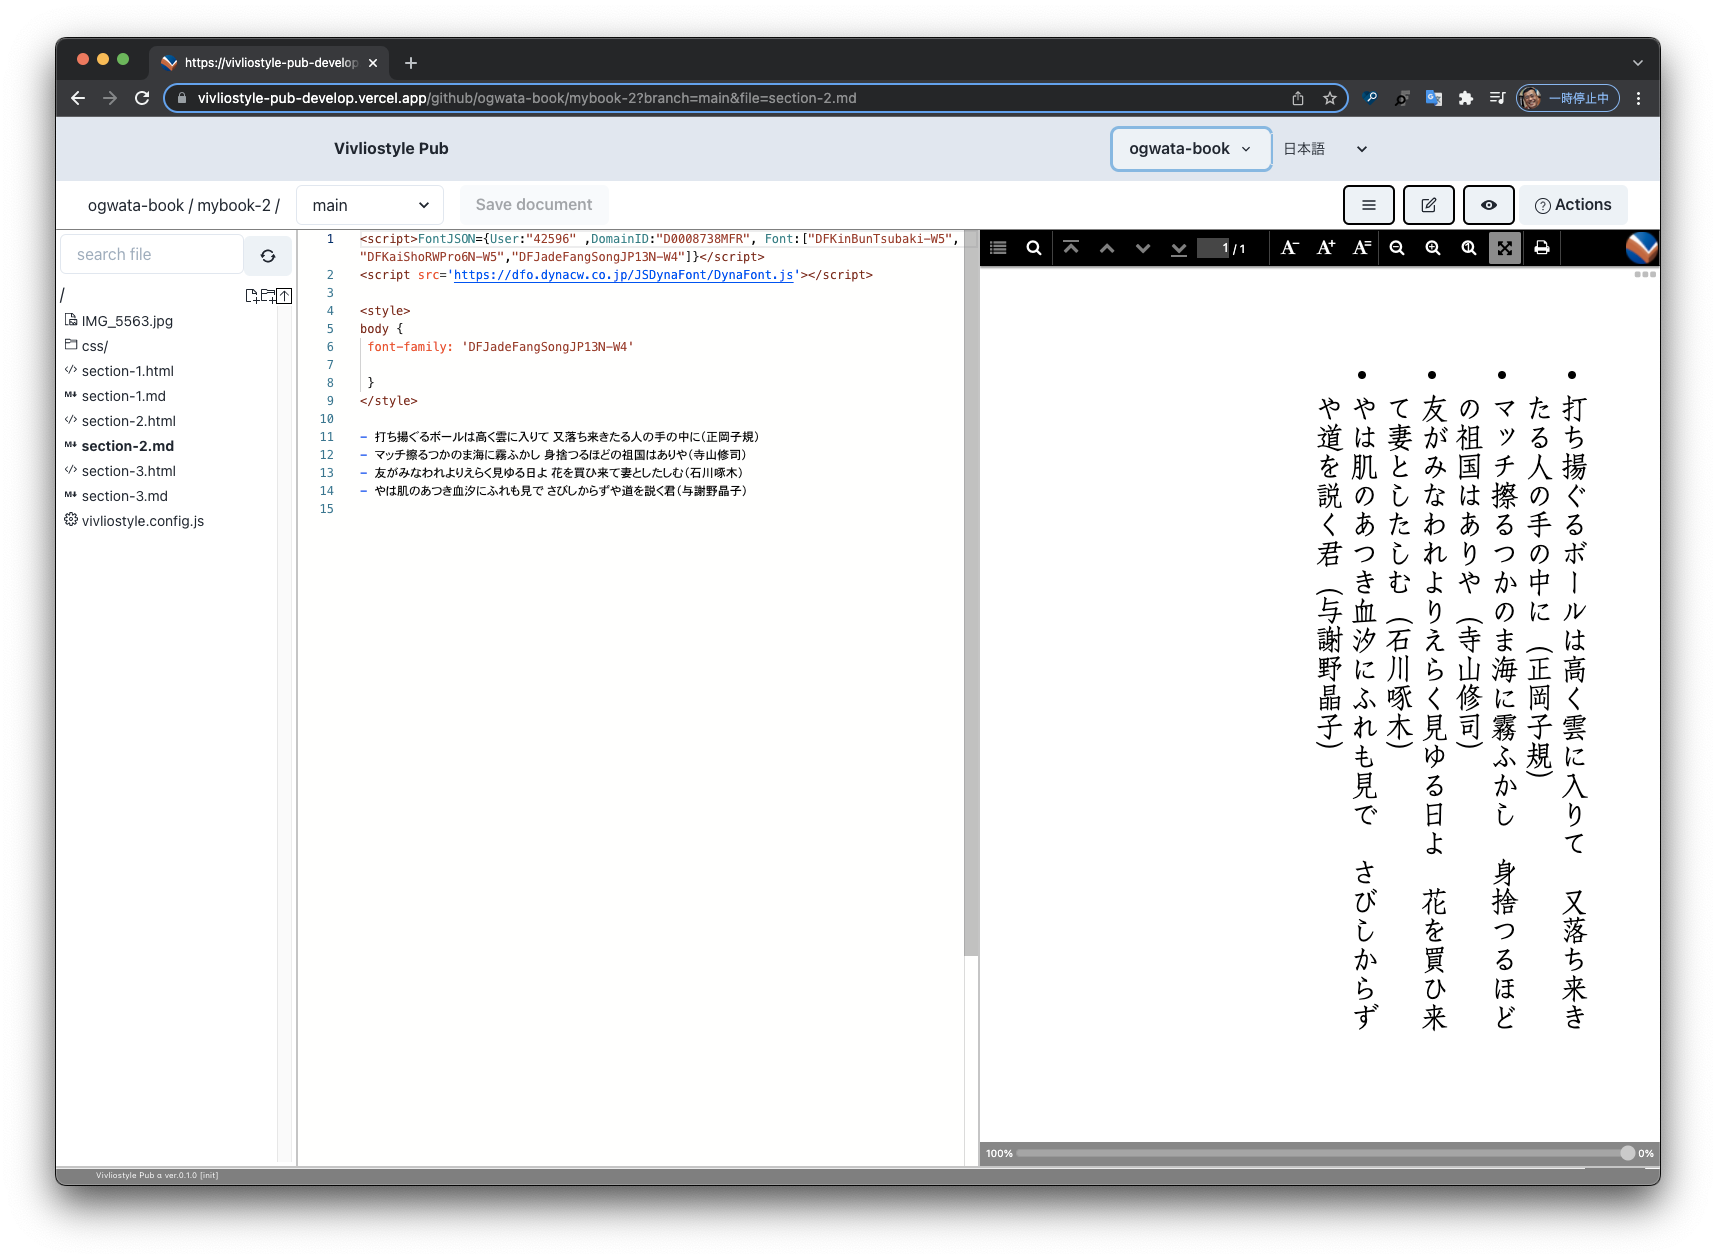 https://vivliostyle-pub-develop
vivliostyle-pub-develop.vercel.app/github/ogwata-book/mybook-2?branch=main&file=section-2.md
一時停止中
Vivliostyle Pub
ogwata-book
日本語
ogwata-book / mybook-2 /
main
Save document
Actions
search file
/
IMG_5563.jpg
css/
section-1.html
section-1.md
section-2.html
section-2.md
section-3.html
section-3.md
vivliostyle.config.js
1 <script>FontJSON={User:"42596" ,DomainID:"D0008738MFR", Font:["DFKinBunTsubaki-W5",
"DFKaiShoRWPro6N-W5","DFJadeFangSongJP13N-W4"]}</script>
2 <script src='https://dfo.dynacw.co.jp/JSDynaFont/DynaFont.js'></script>
3
4 <style>
5 body {
6 font-family: 'DFJadeFangSongJP13N-W4'
7
8 }
9 </style>
10
11 - 打ち揚ぐるボールは高く雲に入りて 又落ち来きたる人の手の中に（正岡子規）
12 - マッチ擦るつかのま海に霧ふかし 身捨つるほどの祖国はありや（寺山修司）
13 - 友がみなわれよりえらく見ゆる日よ 花を買ひ来て妻としたしむ（石川啄木）
14 - やは肌のあつき血汐にふれも見で さびしからずや道を説く君（与謝野晶子）
15
1 / 1
A− A+ A=
• 打ち揚ぐるボールは高く雲に入りて　又落ち来き
たる人の手の中に（正岡子規）
• マッチ擦るつかのま海に霧ふかし　身捨つるほど
の祖国はありや（寺山修司）
• 友がみなわれよりえらく見ゆる日よ　花を買ひ来
て妻としたしむ（石川啄木）
• やは肌のあつき血汐にふれも見で　さびしからず
や道を説く君（与謝野晶子）
100%
0%
Vivliostyle Pub α ver.0.1.0 [init]